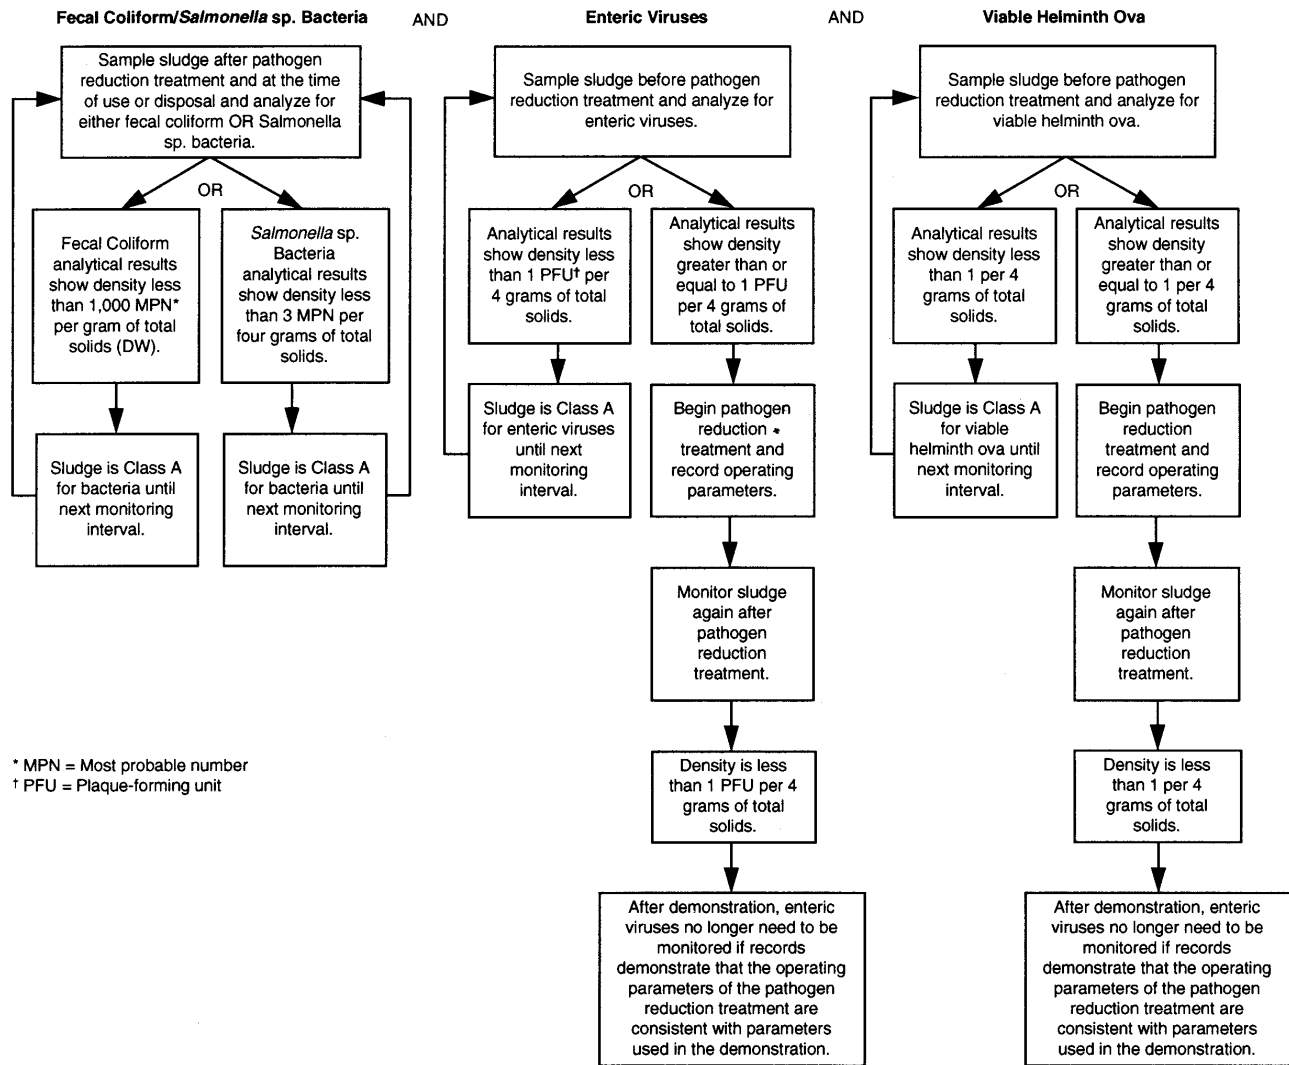 Fecal Coliform/Salmonella sp. Bacteria
AND
Enteric Viruses
AND
Viable Helminth Ova
Sample sludge after pathogen
reduction treatment and at the time
of use or disposal and analyze for
either fecal coliform OR Salmonella
sp. bacteria.
OR
Fecal Coliform
analytical results
show density less
than 1,000 MPN*
per gram of total
solids (DW).
Salmonella sp.
Bacteria
analytical results
show density less
than 3 MPN per
four grams of total
solids.
Sludge is Class A
for bacteria until
next monitoring
interval.
Sludge is Class A
for bacteria until
next monitoring
interval.
Sample sludge before pathogen
reduction treatment and analyze for
enteric viruses.
OR
Analytical results
show density less
than 1 PFU† per
4 grams of total
solids.
Analytical results
show density
greater than or
equal to 1 PFU
per 4 grams of
total solids.
Sludge is Class A
for enteric viruses
until next
monitoring
interval.
Begin pathogen
reduction *
treatment and
record operating
parameters.
Monitor sludge
again after
pathogen
reduction
treatment.
Density is less
than 1 PFU per 4
grams of total
solids.
After demonstration, enteric
viruses no longer need to be
monitored if records
demonstrate that the operating
parameters of the pathogen
reduction treatment are
consistent with parameters
used in the demonstration.
Sample sludge before pathogen
reduction treatment and analyze for
viable helminth ova.
OR
Analytical results
show density less
than 1 per 4
grams of total
solids.
Analytical results
show density
greater than or
equal to 1 per 4
grams of total
solids.
Sludge is Class A
for viable
helminth ova until
next monitoring
interval.
Begin pathogen
reduction
treatment and
record operating
parameters.
Monitor sludge
again after
pathogen
reduction
treatment.
Density is less
than 1 per 4
grams of total
solids.
After demonstration, enteric
viruses no longer need to be
monitored if records
demonstrate that the operating
parameters of the pathogen
reduction treatment are
consistent with parameters
used in the demonstration.
* MPN = Most probable number
† PFU = Plaque-forming unit